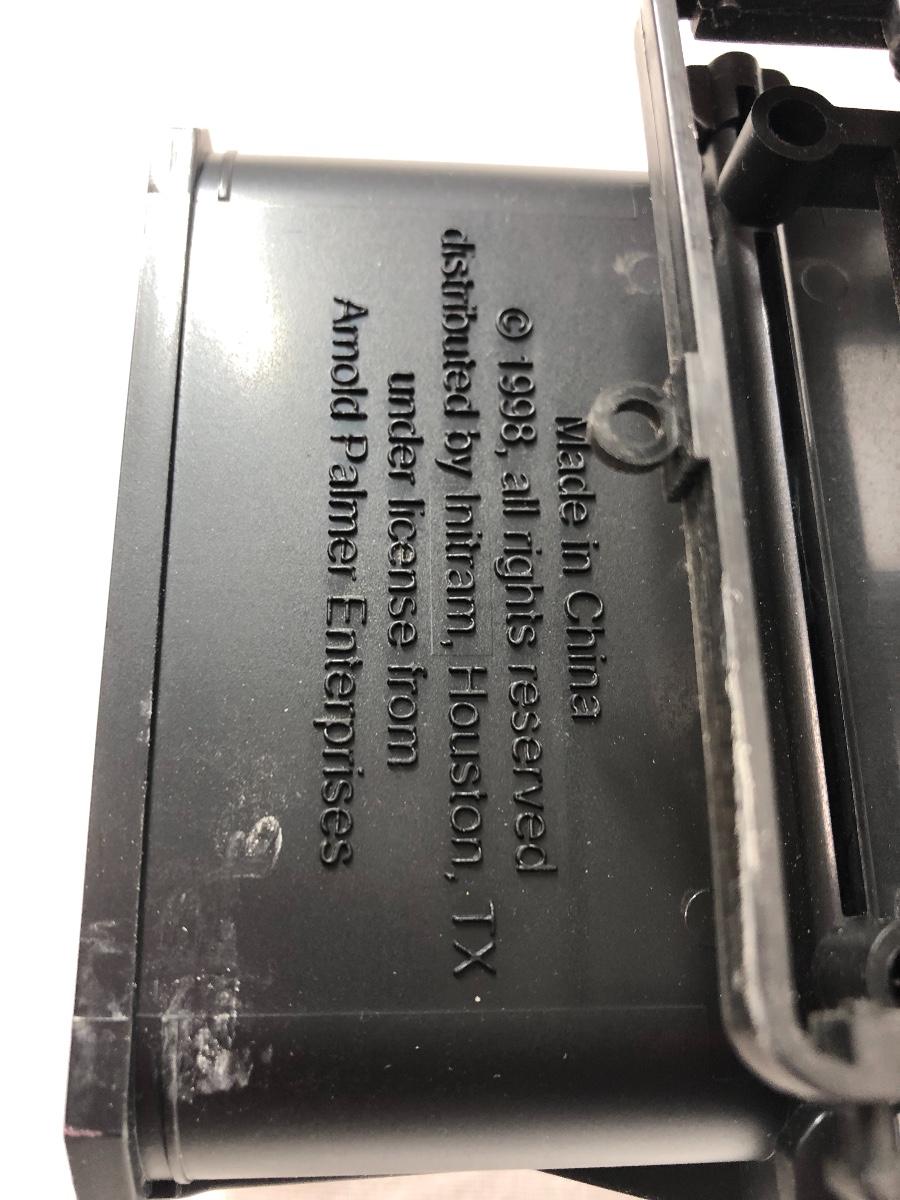 Made in China
© 1998, all rights reserved
distributed by Initram, Houston, TX
under license from
Arnold Palmer Enterprises